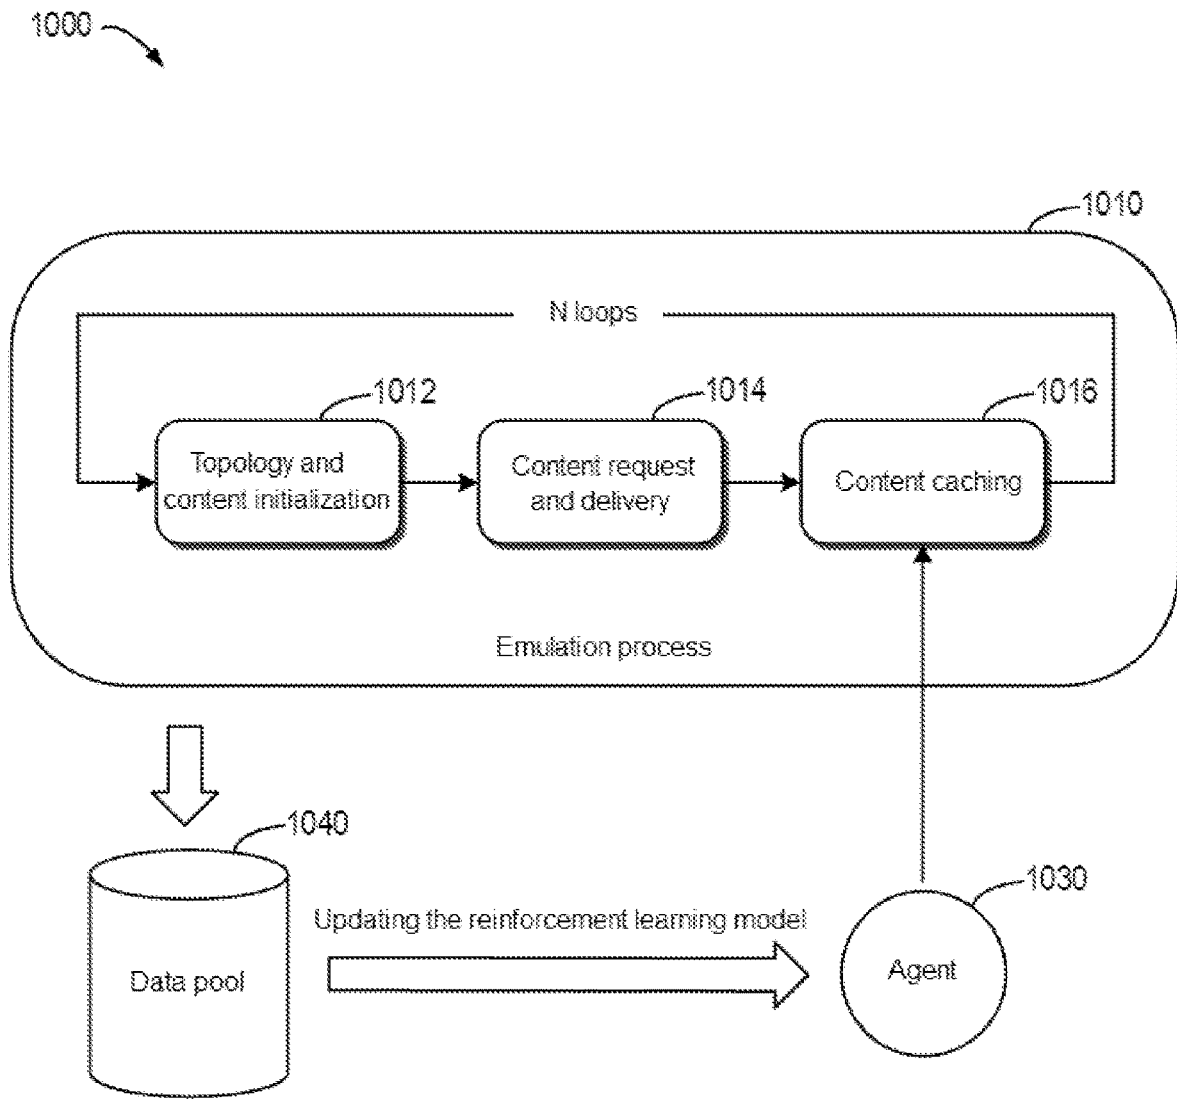 1000
1010
N loops
1012
1014
1016
Topology and
content initialization
Content request
and delivery
Content caching
Emulation process
1040
1030
Updating the reinforcement learning model
Data pool
Agent